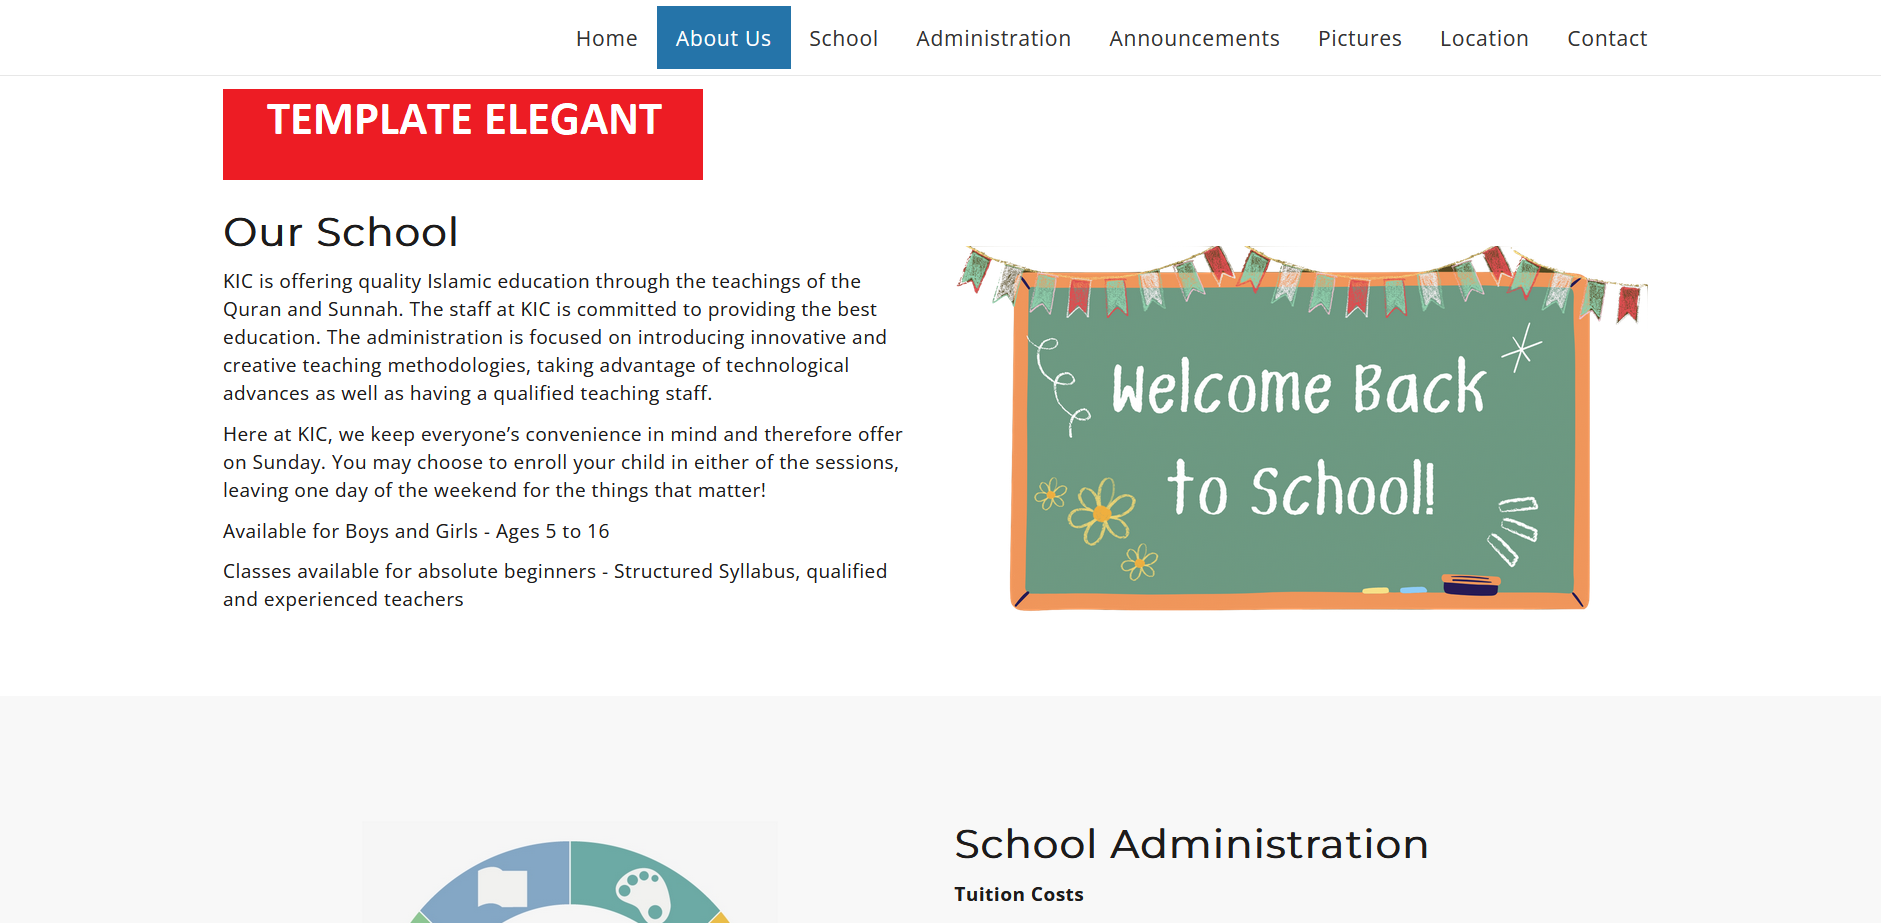 Home About Us School Administration Announcements Pictures Location Contact
TEMPLATE ELEGANT
Our School
KIC is offering quality Islamic education through the teachings of the
Quran and Sunnah. The staff at KIC is committed to providing the best
education. The administration is focused on introducing innovative and
creative teaching methodologies, taking advantage of technological
advances as well as having a qualified teaching staff.
Here at KIC, we keep everyone’s convenience in mind and therefore offer
on Sunday. You may choose to enroll your child in either of the sessions,
leaving one day of the weekend for the things that matter!
Available for Boys and Girls - Ages 5 to 16
Classes available for absolute beginners - Structured Syllabus, qualified
and experienced teachers
Welcome Back
to School!
School Administration
Tuition Costs